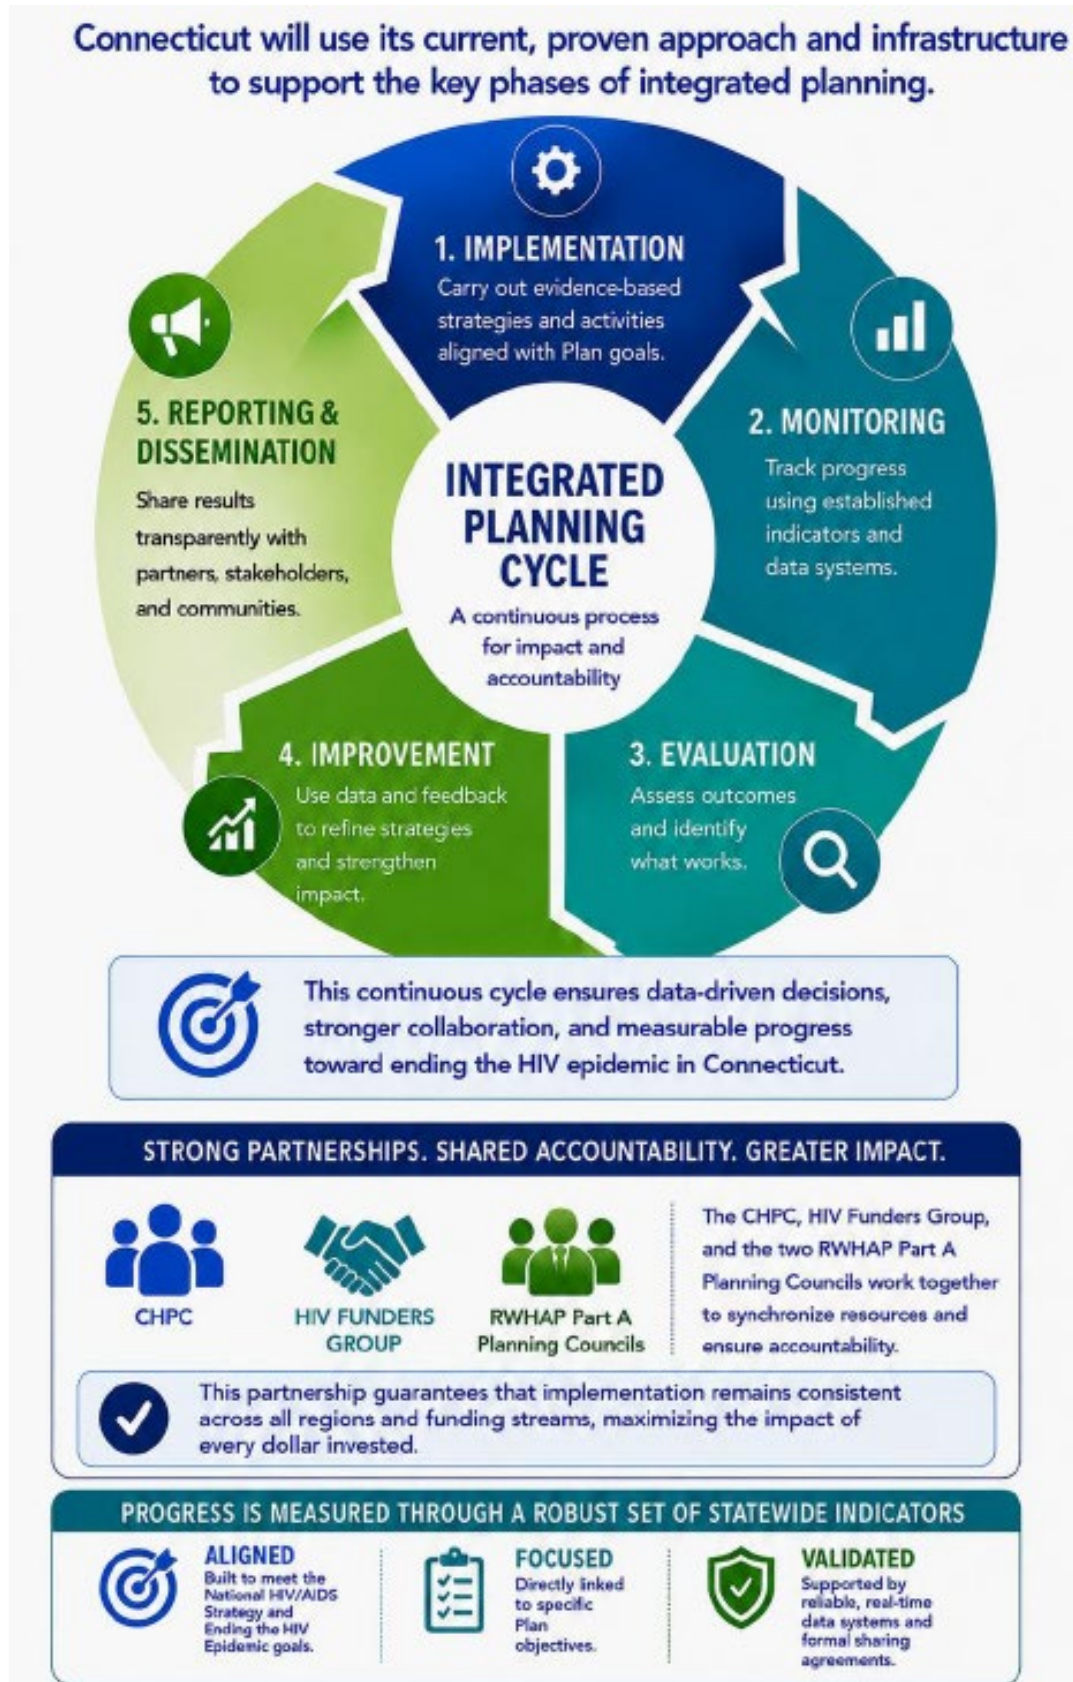 Connecticut will use its current, proven approach and infrastructure
to support the key phases of integrated planning.
1. IMPLEMENTATION
Carry out evidence-based
strategies and activities
aligned with Plan goals.
2. MONITORING
Track progress
using established
indicators and
data systems.
3. EVALUATION
Assess outcomes
and identify
what works.
4. IMPROVEMENT
Use data and feedback
to refine strategies
and strengthen
impact.
5. REPORTING &
DISSEMINATION
Share results
transparently with
partners, stakeholders,
and communities.
INTEGRATED
PLANNING
CYCLE
A continuous process
for impact and
accountability
This continuous cycle ensures data-driven decisions,
stronger collaboration, and measurable progress
toward ending the HIV epidemic in Connecticut.
STRONG PARTNERSHIPS. SHARED ACCOUNTABILITY. GREATER IMPACT.
CHPC
HIV FUNDERS
GROUP
RWHAP Part A
Planning Councils
The CHPC, HIV Funders Group,
and the two RWHAP Part A
Planning Councils work together
to synchronize resources and
ensure accountability.
This partnership guarantees that implementation remains consistent
across all regions and funding streams, maximizing the impact of
every dollar invested.
PROGRESS IS MEASURED THROUGH A ROBUST SET OF STATEWIDE INDICATORS
ALIGNED
Built to meet the
National HIV/AIDS
Strategy and
Ending the HIV
Epidemic goals.
FOCUSED
Directly linked
to specific
Plan
objectives.
VALIDATED
Supported by
reliable, real-time
data systems and
formal sharing
agreements.